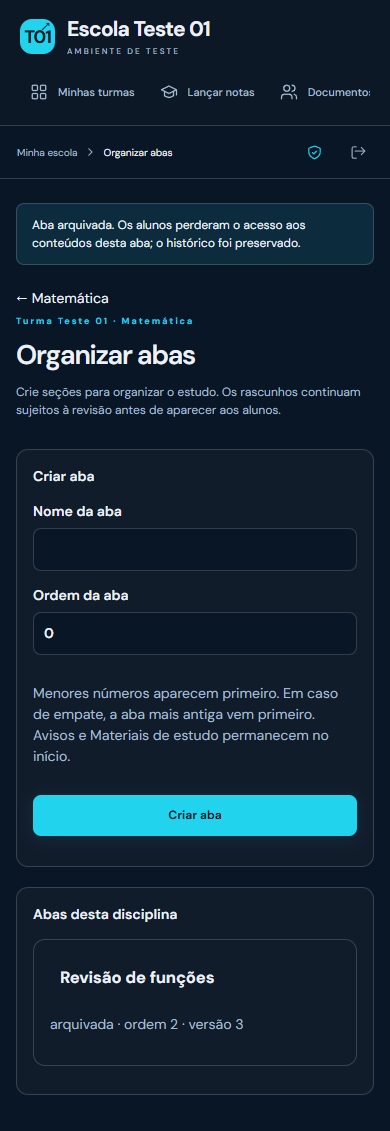 T01
Escola Teste 01
AMBIENTE DE TESTE
Minhas turmas
Lançar notas
Documentos
Minha escola > Organizar abas
Aba arquivada. Os alunos perderam o acesso aos
conteúdos desta aba; o histórico foi preservado.
← Matemática
Turma Teste 01 · Matemática
Organizar abas
Crie seções para organizar o estudo. Os rascunhos continuam
sujeitos à revisão antes de aparecer aos alunos.
Criar aba
Nome da aba
Ordem da aba
0
Menores números aparecem primeiro. Em caso
de empate, a aba mais antiga vem primeiro.
Avisos e Materiais de estudo permanecem no
início.
Criar aba
Abas desta disciplina
Revisão de funções
arquivada · ordem 2 · versão 3